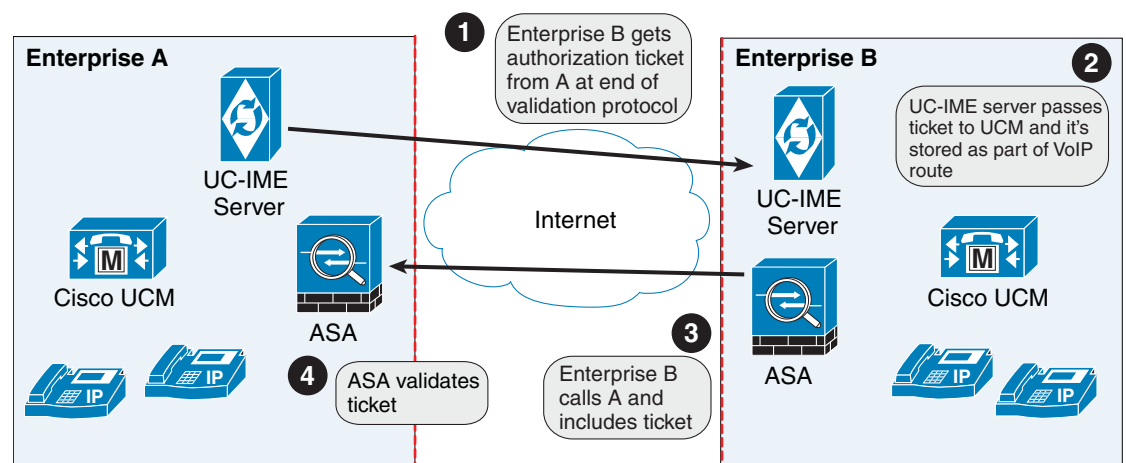 Enterprise A
1
Enterprise B gets
authorization ticket
from A at end of
validation protocol
Enterprise B
2
UC-IME server passes
ticket to UCM and it's
stored as part of VoIP
route
UC-IME
Server
UC-IME
Server
Internet
M
Cisco UCM
ASA
ASA
M
Cisco UCM
IP
IP
4
ASA validates
ticket
3
Enterprise B
calls A and
includes ticket
IP
IP